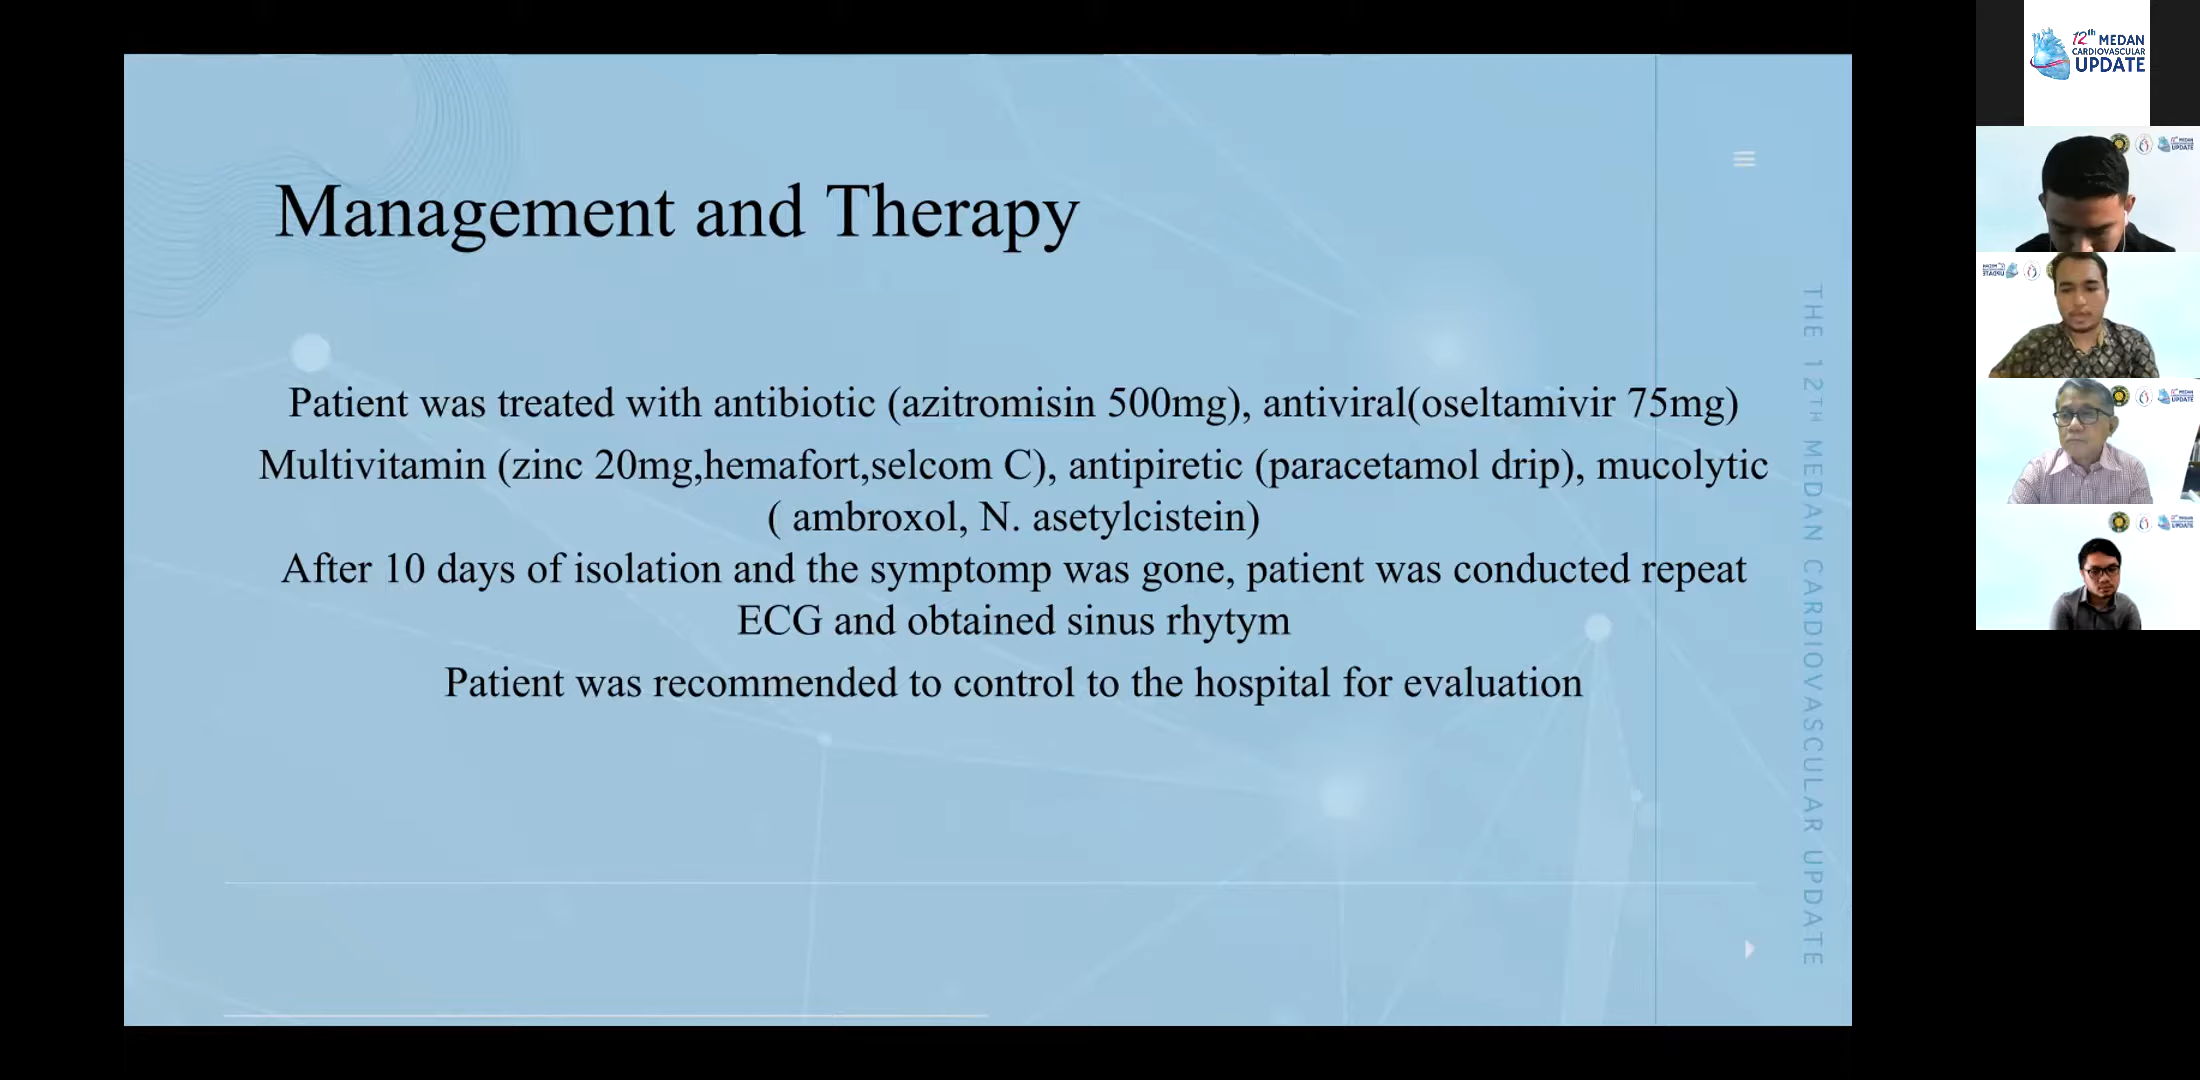 Management and Therapy
Patient was treated with antibiotic (azitromisin 500mg), antiviral(oseltamivir 75mg)
Multivitamin (zinc 20mg,hemafort,selcom C), antipiretic (paracetamol drip), mucolytic
( ambroxol, N. asetylcistein)
After 10 days of isolation and the symptomp was gone, patient was conducted repeat
ECG and obtained sinus rhytym
Patient was recommended to control to the hospital for evaluation
THE 12TH MEDAN CARDIOVASCULAR UPDATE
12th MEDAN
CARDIOVASCULAR
UPDATE